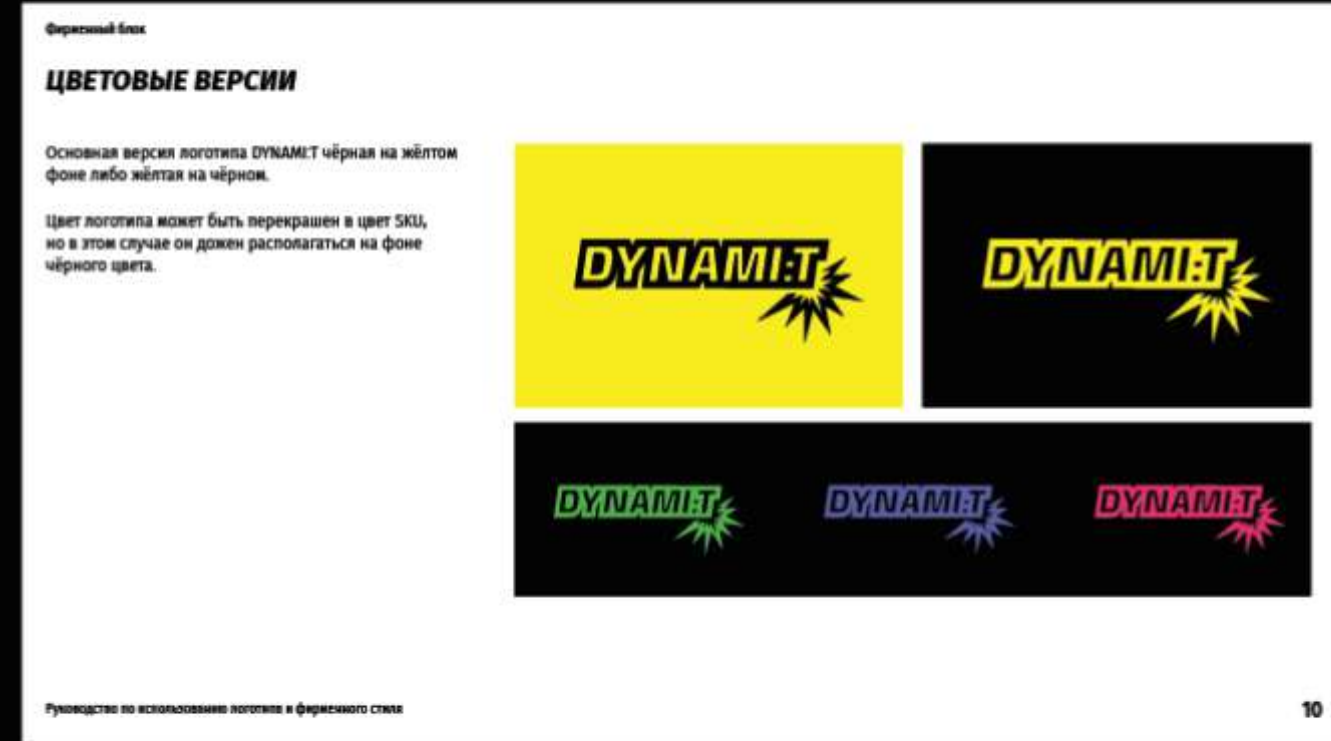 Фирменный блок
ЦВЕТОВЫЕ ВЕРСИИ
Основная версия логотипа DYNAMI:T чёрная на жёлтом
фоне либо жёлтая на чёрном.
Цвет логотипа может быть перекрашен в цвет SKU,
но в этом случае он дожен располагаться на фоне
чёрного цвета.
DYNAMI:T
DYNAMI:T
DYNAMI:T
DYNAMI:T
DYNAMI:T
Руководство по использованию логотипа и фирменного стиля
10